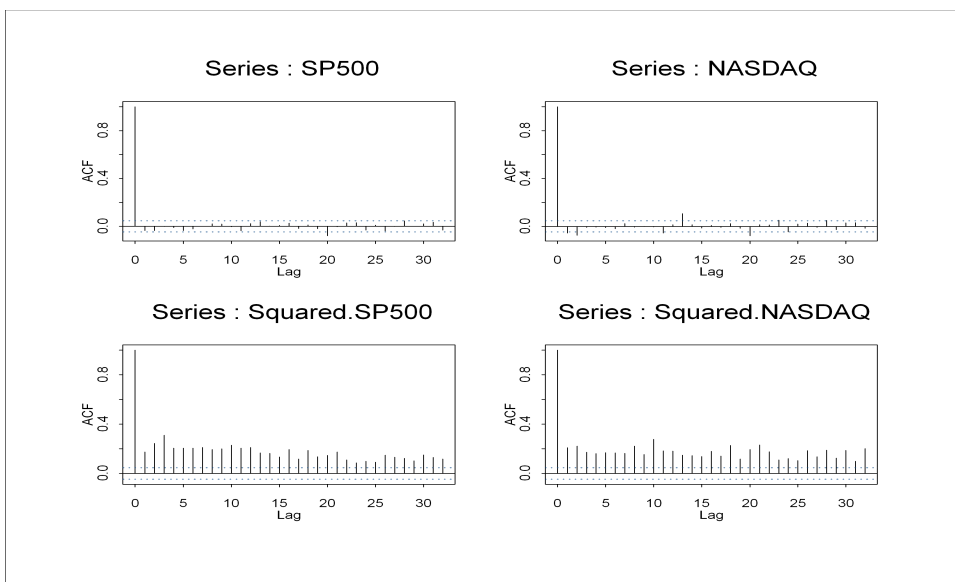 Series : SP500
ACF
0.0 0.4 0.8
0 5 10 15 20 25 30
Lag
Series : NASDAQ
ACF
0.0 0.4 0.8
0 5 10 15 20 25 30
Lag
Series : Squared.SP500
ACF
0.0 0.4 0.8
0 5 10 15 20 25 30
Lag
Series : Squared.NASDAQ
ACF
0.0 0.4 0.8
0 5 10 15 20 25 30
Lag